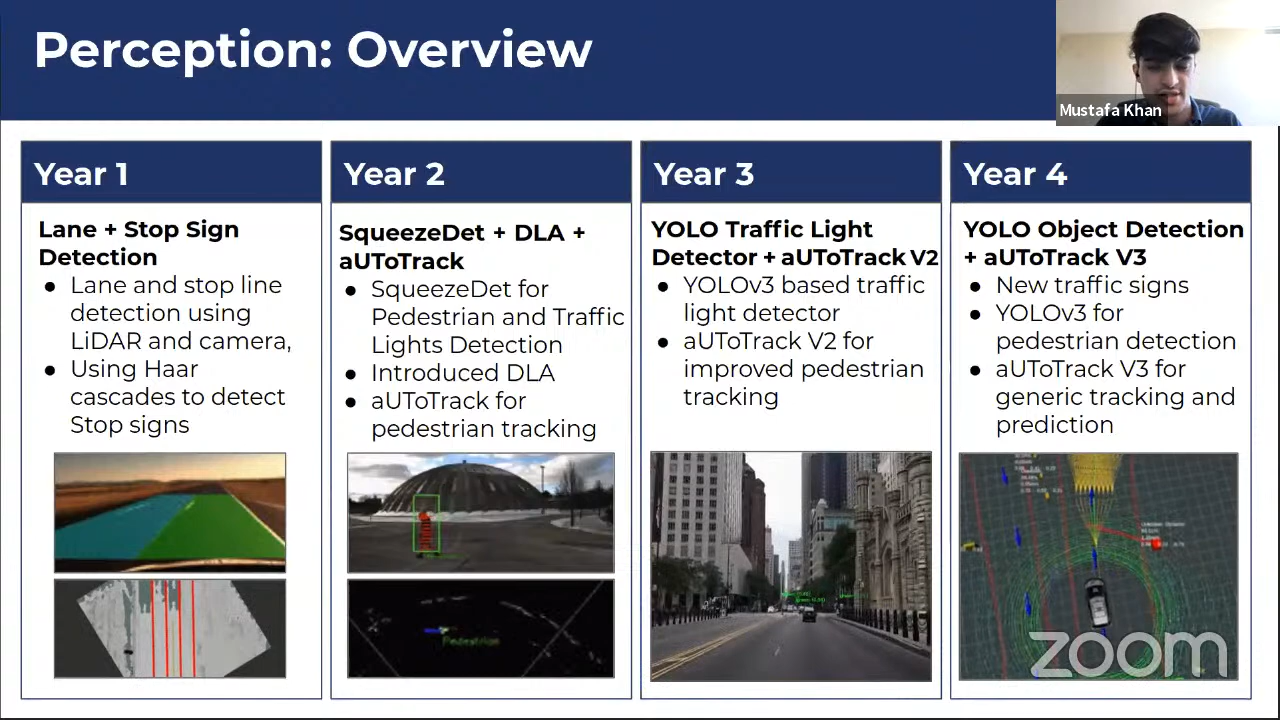 Perception: Overview
Mustafa Khan
Year 1
Lane + Stop Sign
Detection
● Lane and stop line
detection using
LiDAR and camera,
● Using Haar
cascades to detect
Stop signs
Year 2
SqueezeDet + DLA +
aUToTrack
● SqueezeDet for
Pedestrian and Traffic
Lights Detection
● Introduced DLA
● aUToTrack for
pedestrian tracking
Pedestrian
Year 3
YOLO Traffic Light
Detector + aUToTrack V2
● YOLOv3 based traffic
light detector
● aUToTrack V2 for
improved pedestrian
tracking
Year 4
YOLO Object Detection
+ aUToTrack V3
● New traffic signs
● YOLOv3 for
pedestrian detection
● aUToTrack V3 for
generic tracking and
prediction
zoom